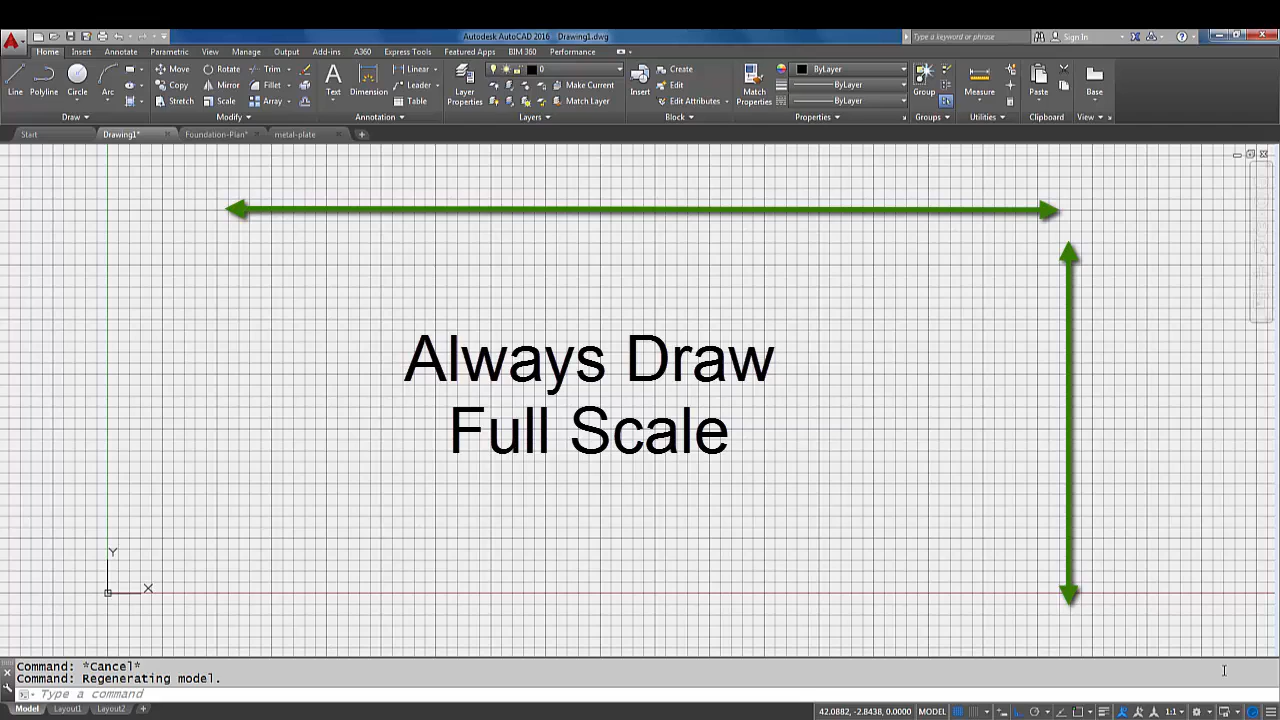 Autodesk AutoCAD 2016 Drawing1.dwg
Type a keyword or phrase
Sign In
Home Insert Annotate Parametric View Manage Output Add-ins A360 Express Tools Featured Apps BIM 360 Performance
Line Polyline Circle Arc
Move Rotate Trim
Copy Mirror Fillet
Stretch Scale Array
Text Dimension
Linear
Leader
Table
Layer Properties
0
Make Current
Match Layer
Insert
Create
Edit
Edit Attributes
Match Properties
ByLayer
ByLayer
ByLayer
Group Measure Paste Base
Draw Modify Annotation Layers Block Properties Groups Utilities Clipboard View
Start Drawing1* Foundation-Plan* metal-plate
Always Draw
Full Scale
Y
X
Command: *Cancel*
Command: Regenerating model.
Type a command
Model Layout1 Layout2 +
42.0882, -2.8438, 0.0000 MODEL 1:1